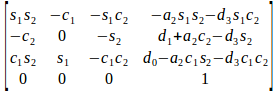 s₁s₂ −c₁ −s₁c₂ −a₂s₁s₂−d₃s₁c₂
−c₂ 0 −s₂ d₁+a₂c₂−d₃s₂
c₁s₂ s₁ −c₁c₂ d₀−a₂c₁s₂−d₃c₁c₂
0 0 0 1